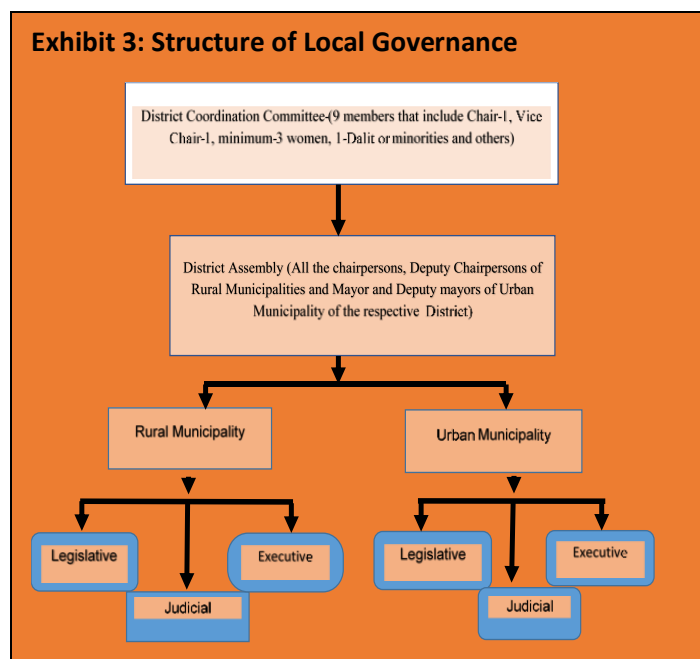 Exhibit 3: Structure of Local Governance
District Coordination Committee-(9 members that include Chair-1, Vice
Chair-1, minimum-3 women, 1-Dalit or minorities and others)
District Assembly (All the chairpersons, Deputy Chairpersons of
Rural Municipalities and Mayor and Deputy mayors of Urban
Municipality of the respective District)
Rural Municipality
Urban Municipality
Legislative
Executive
Judicial
Legislative
Executive
Judicial